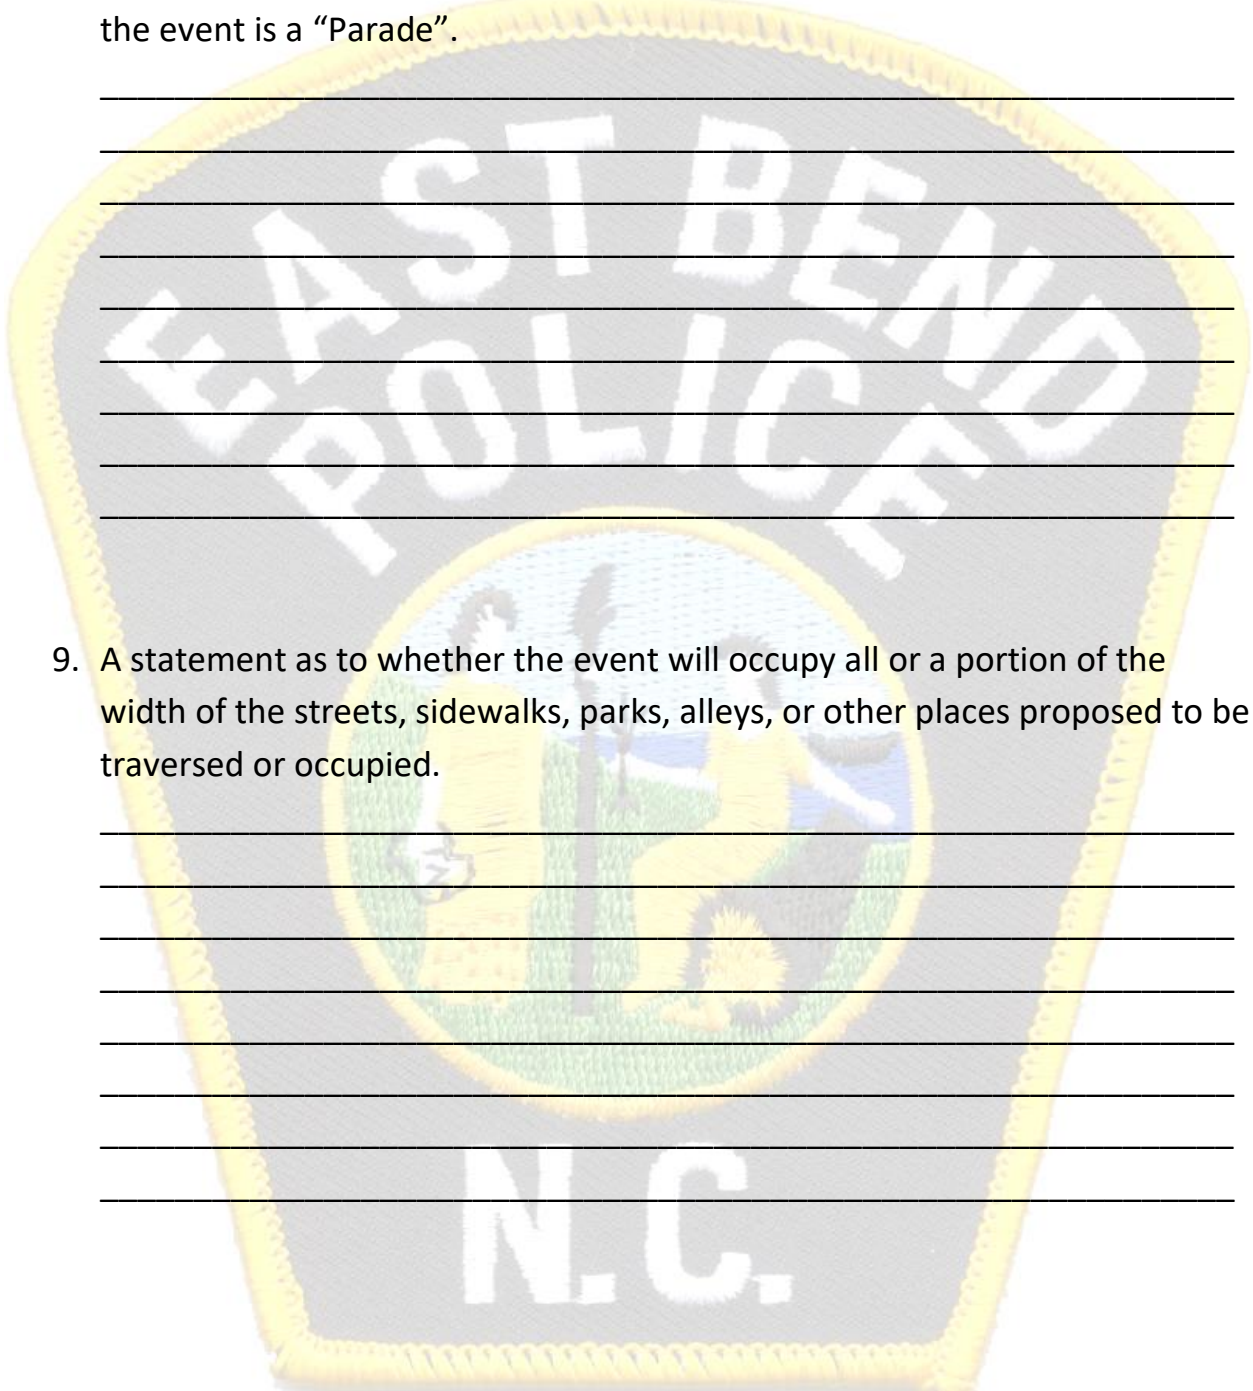 the event is a “Parade”.
EAST BEND
POLICE
9. A statement as to whether the event will occupy all or a portion of the
width of the streets, sidewalks, parks, alleys, or other places proposed to be
traversed or occupied.
N.C.